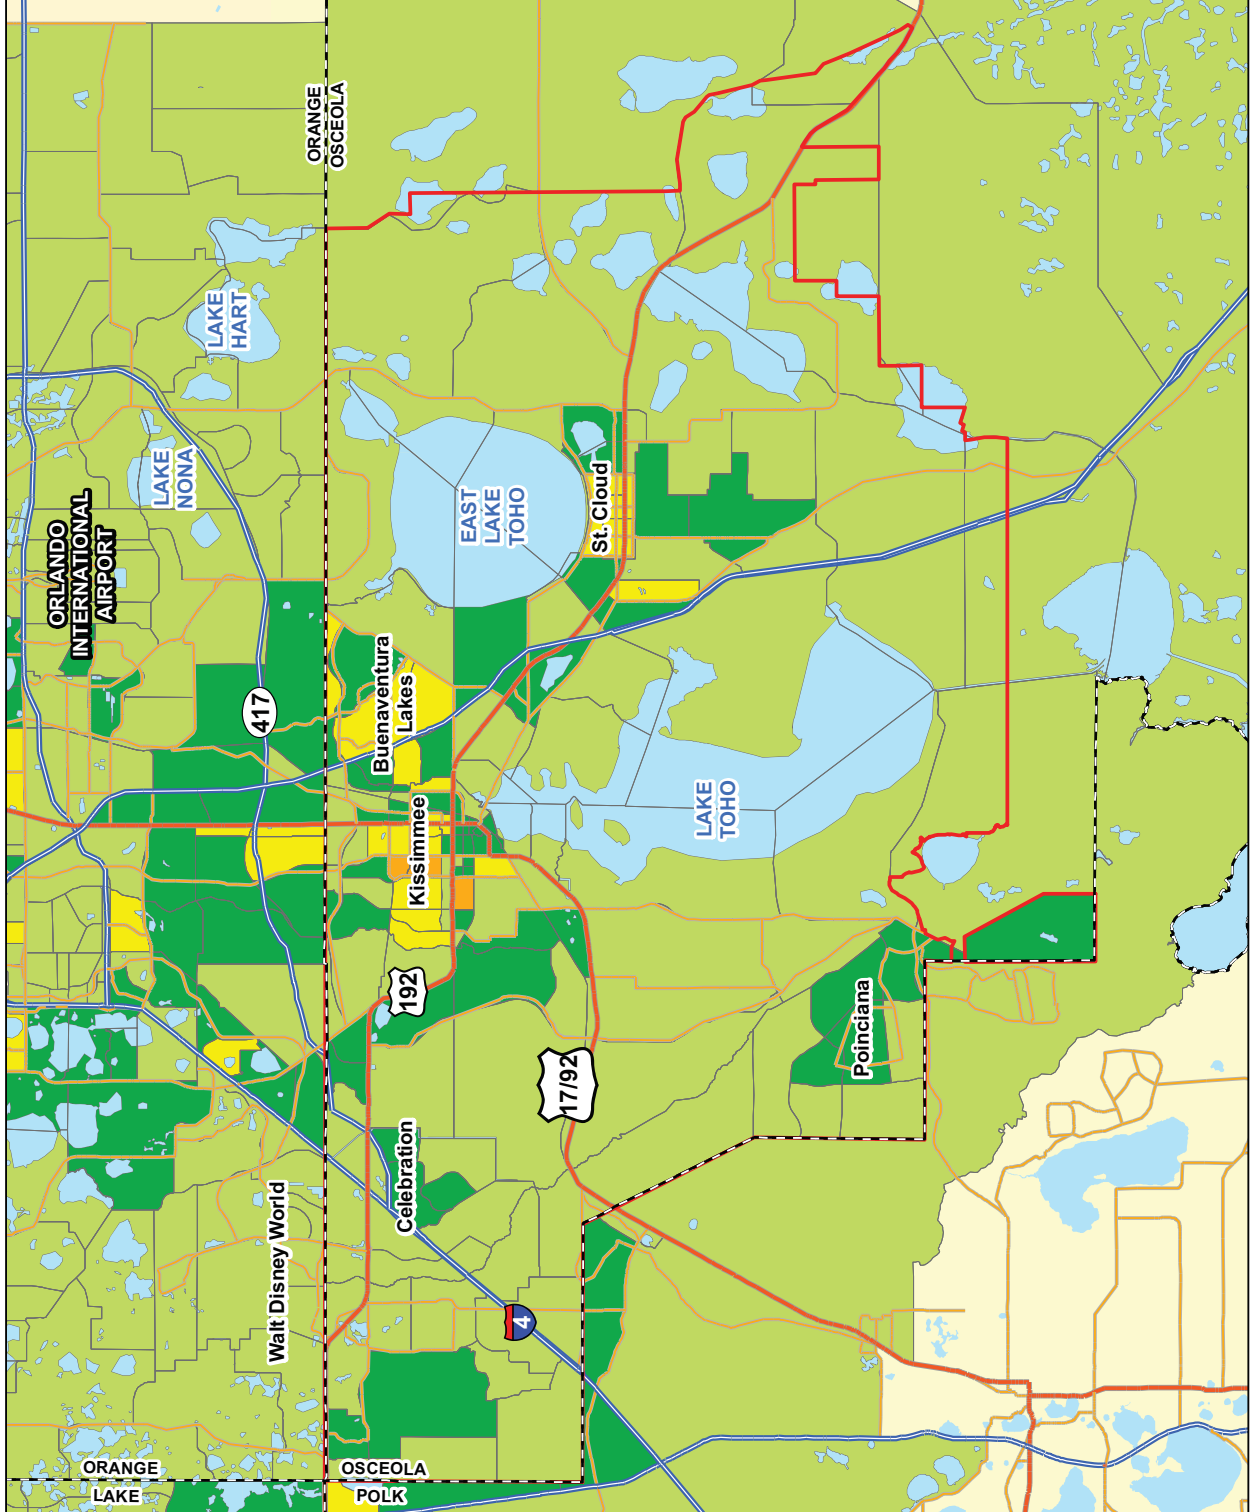 ORANGE
OSCEOLA
LAKE
HART
LAKE
NONA
ORLANDO
INTERNATIONAL
AIRPORT
EAST
LAKE
TOHO
St. Cloud
417
Buenaventura
Lakes
Kissimmee
LAKE
TOHO
192
17/92
Poinciana
Celebration
Walt Disney World
4
ORANGE
LAKE
OSCEOLA
POLK